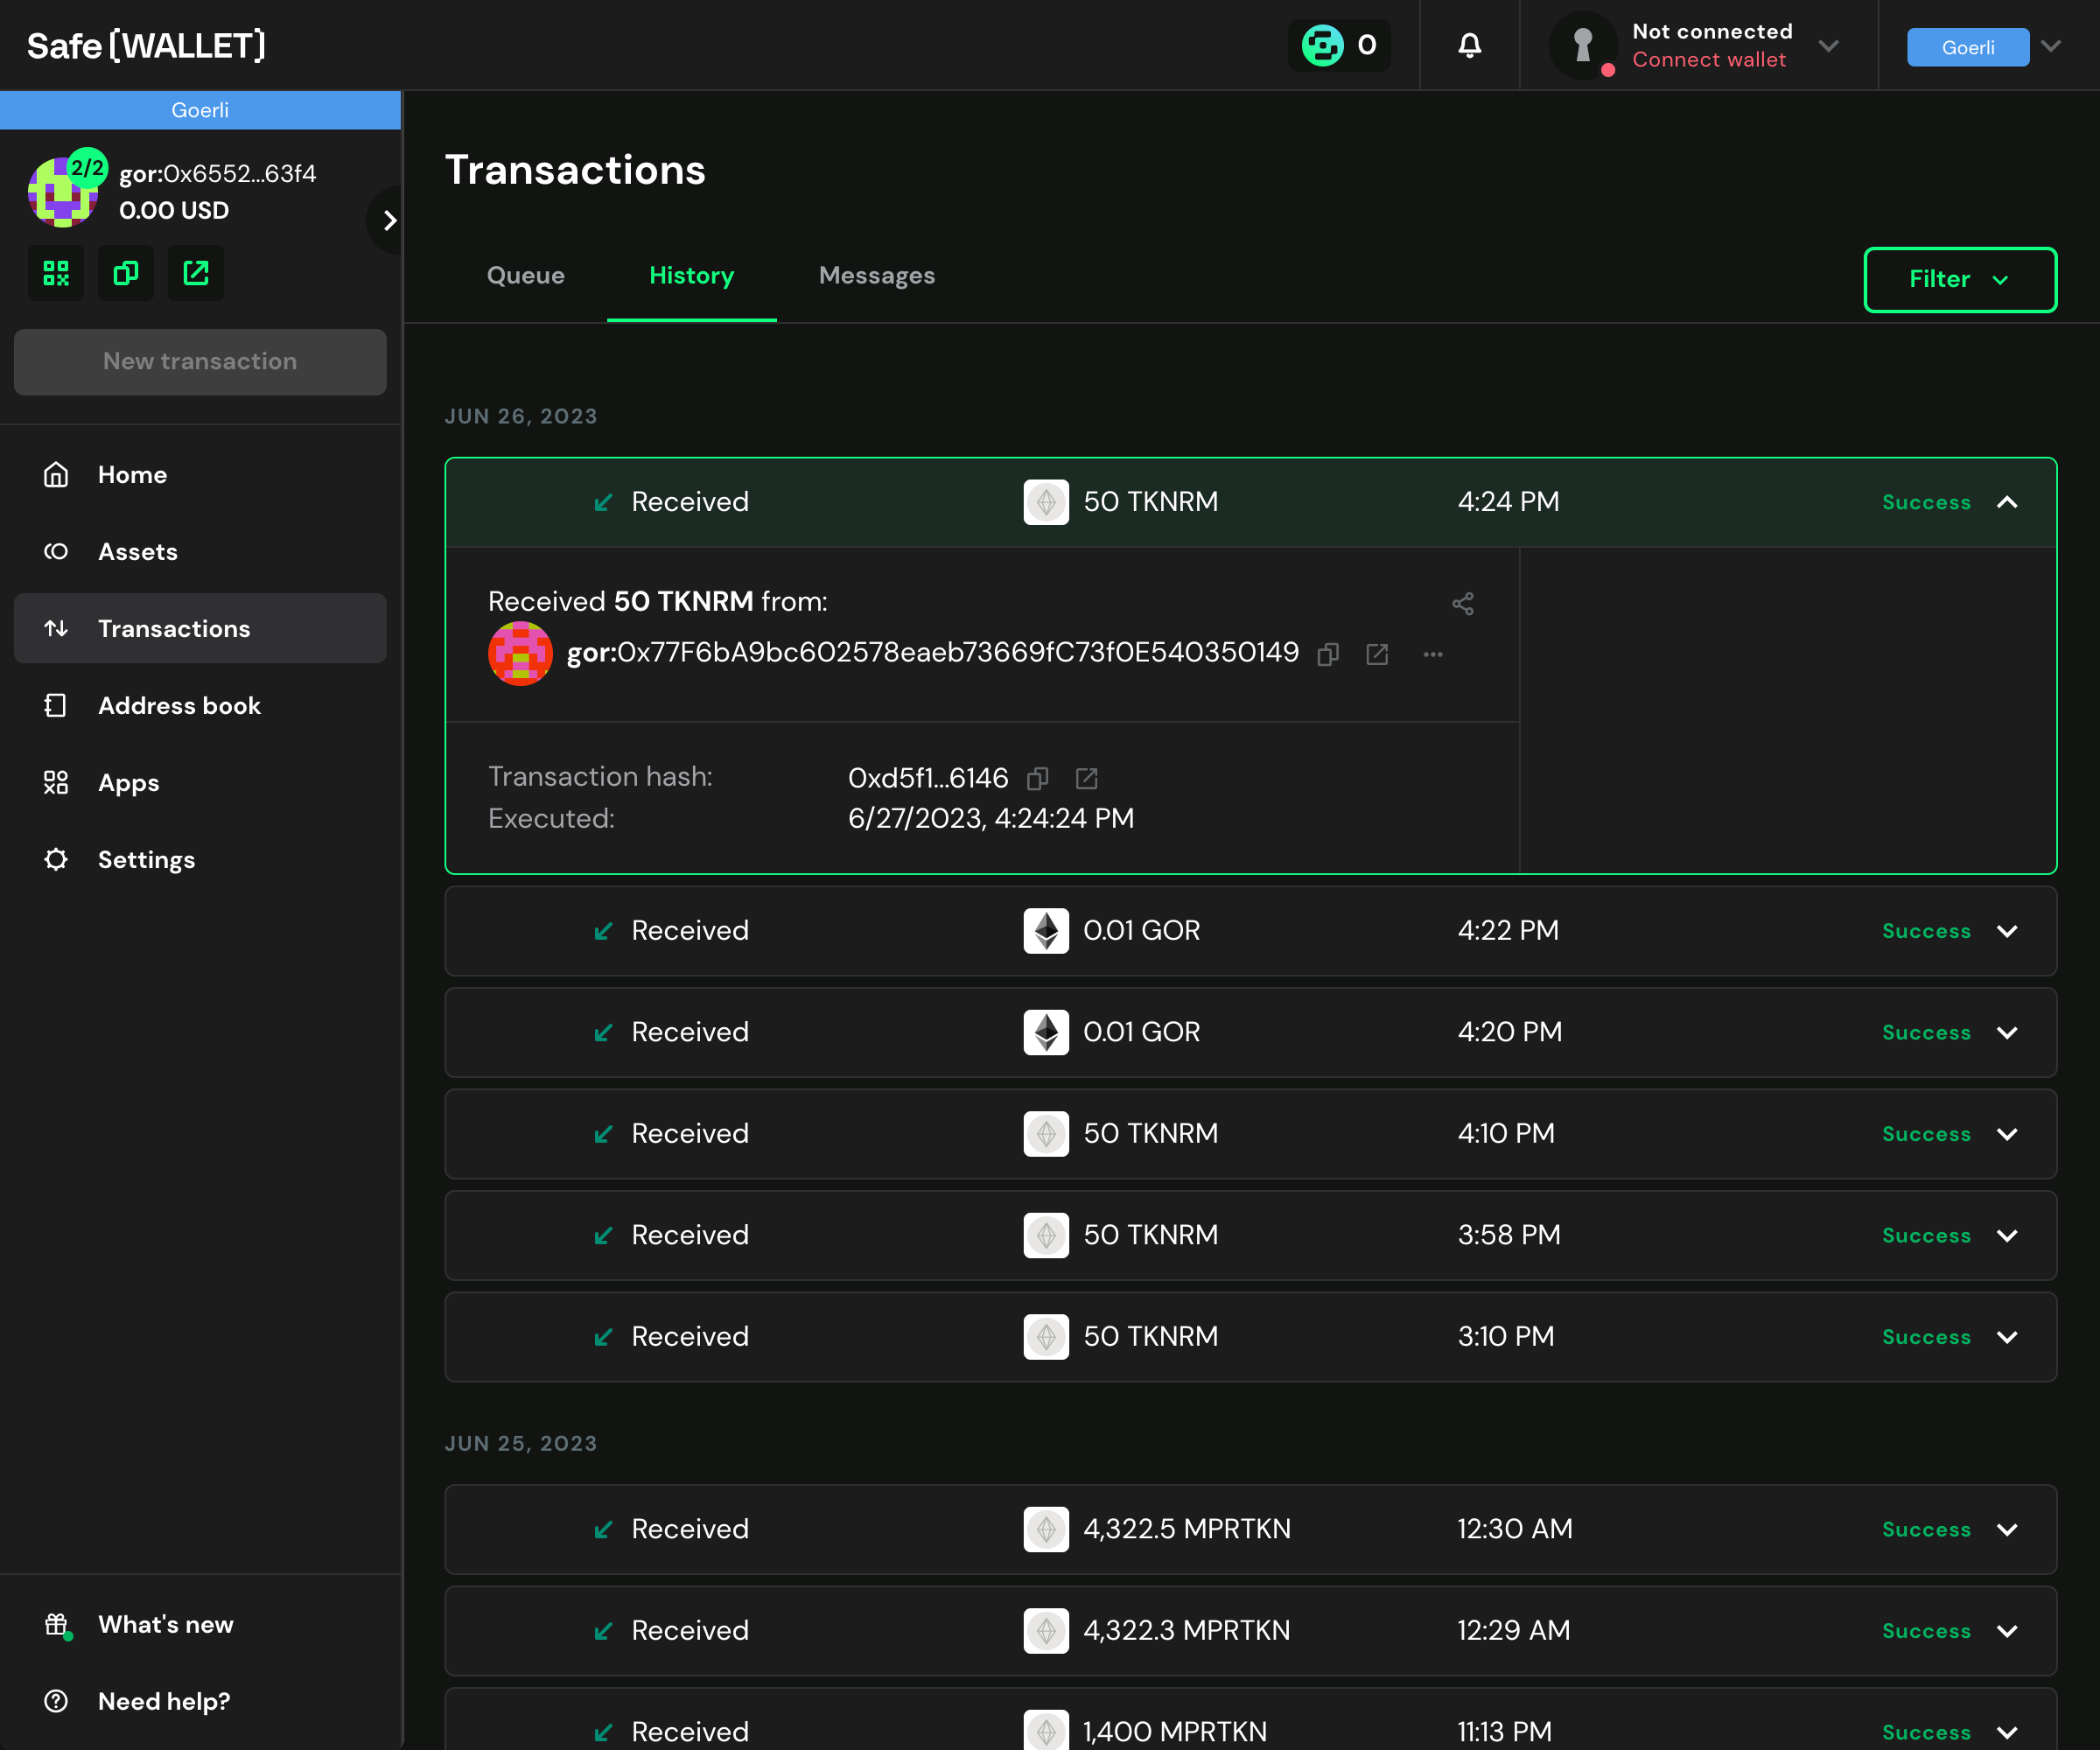 Safe{WALLET}
0
Not connected
Connect wallet
Goerli
Goerli
2/2
gor:0x6552...63f4
0.00 USD
New transaction
Home
Assets
Transactions
Address book
Apps
Settings
What's new
Need help?
Transactions
Queue
History
Messages
Filter
JUN 26, 2023
Received 50 TKNRM 4:24 PM Success
Received 50 TKNRM from:
gor:0x77F6bA9bc602578eaeb73669fC73f0E540350149
Transaction hash: 0xd5f1...6146
Executed: 6/27/2023, 4:24:24 PM
Received 0.01 GOR 4:22 PM Success
Received 0.01 GOR 4:20 PM Success
Received 50 TKNRM 4:10 PM Success
Received 50 TKNRM 3:58 PM Success
Received 50 TKNRM 3:10 PM Success
JUN 25, 2023
Received 4,322.5 MPRTKN 12:30 AM Success
Received 4,322.3 MPRTKN 12:29 AM Success
Received 1,400 MPRTKN 11:13 PM Success